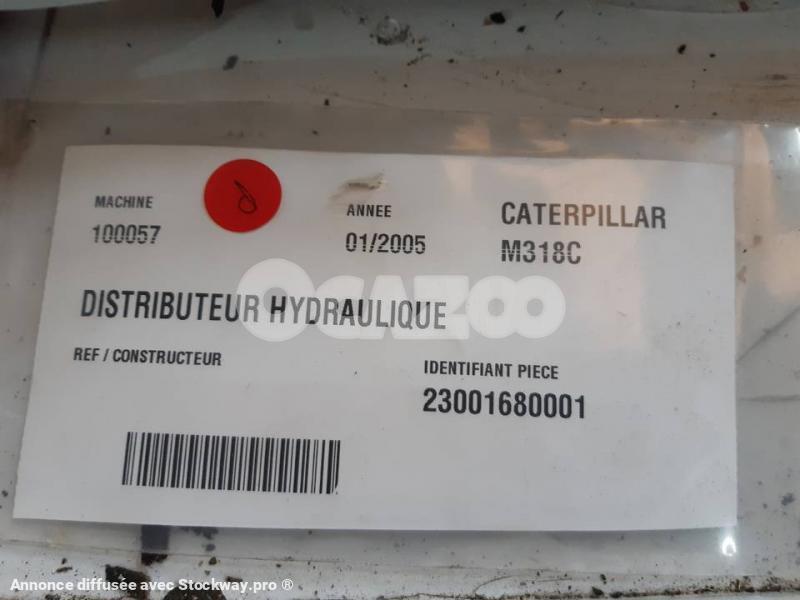 MACHINE
100057
ANNEE
01/2005
CATERPILLAR
M318C
DISTRIBUTEUR HYDRAULIQUE
OCAZOO
REF / CONSTRUCTEUR
IDENTIFIANT PIECE
23001680001
Annonce diffusée avec Stockway.pro ®